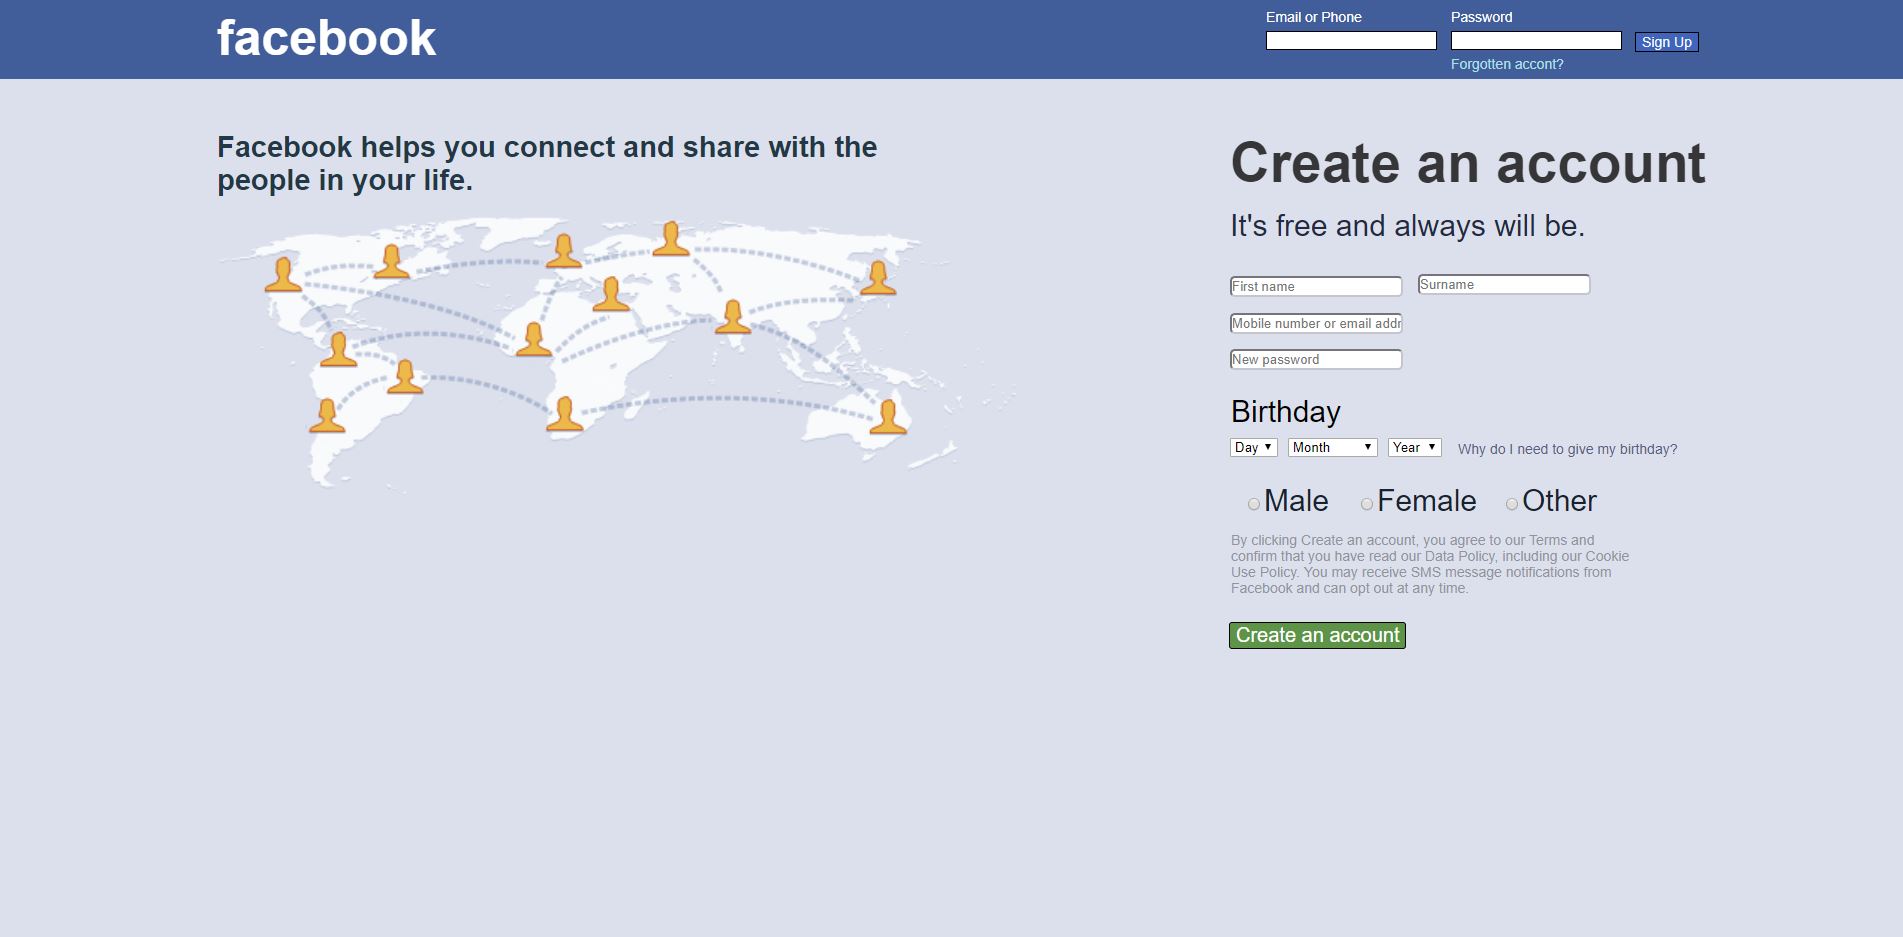 facebook
Email or Phone
Password
Sign Up
Forgotten accont?
Facebook helps you connect and share with the
people in your life.
Create an account
It's free and always will be.
First name
Surname
Mobile number or email addr
New password
Birthday
Day
Month
Year
Why do I need to give my birthday?
Male
Female
Other
By clicking Create an account, you agree to our Terms and
confirm that you have read our Data Policy, including our Cookie
Use Policy. You may receive SMS message notifications from
Facebook and can opt out at any time.
Create an account